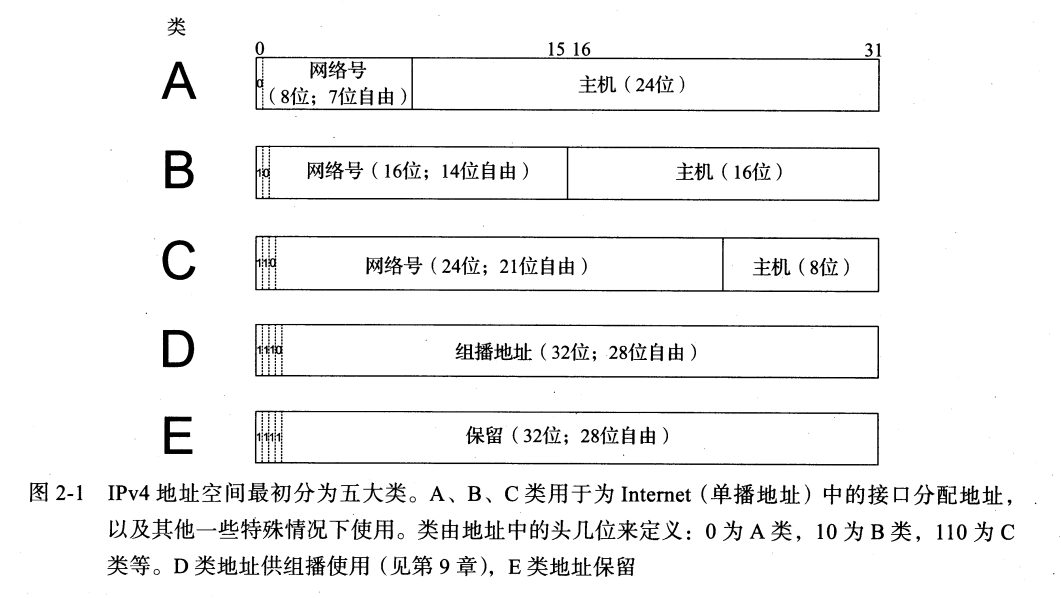 类
0 15 16 31
A 0 网络号 主机（24位）
（8位；7位自由）
B 10 网络号（16位；14位自由） 主机（16位）
C 110 网络号（24位；21位自由） 主机（8位）
D 1110 组播地址（32位；28位自由）
E 1111 保留（32位；28位自由）
图 2-1 IPv4 地址空间最初分为五大类。A、B、C 类用于为 Internet（单播地址）中的接口分配地址，
以及其他一些特殊情况下使用。类由地址中的头几位来定义：0 为 A 类，10 为 B 类，110 为 C
类等。D 类地址供组播使用（见第 9 章），E 类地址保留